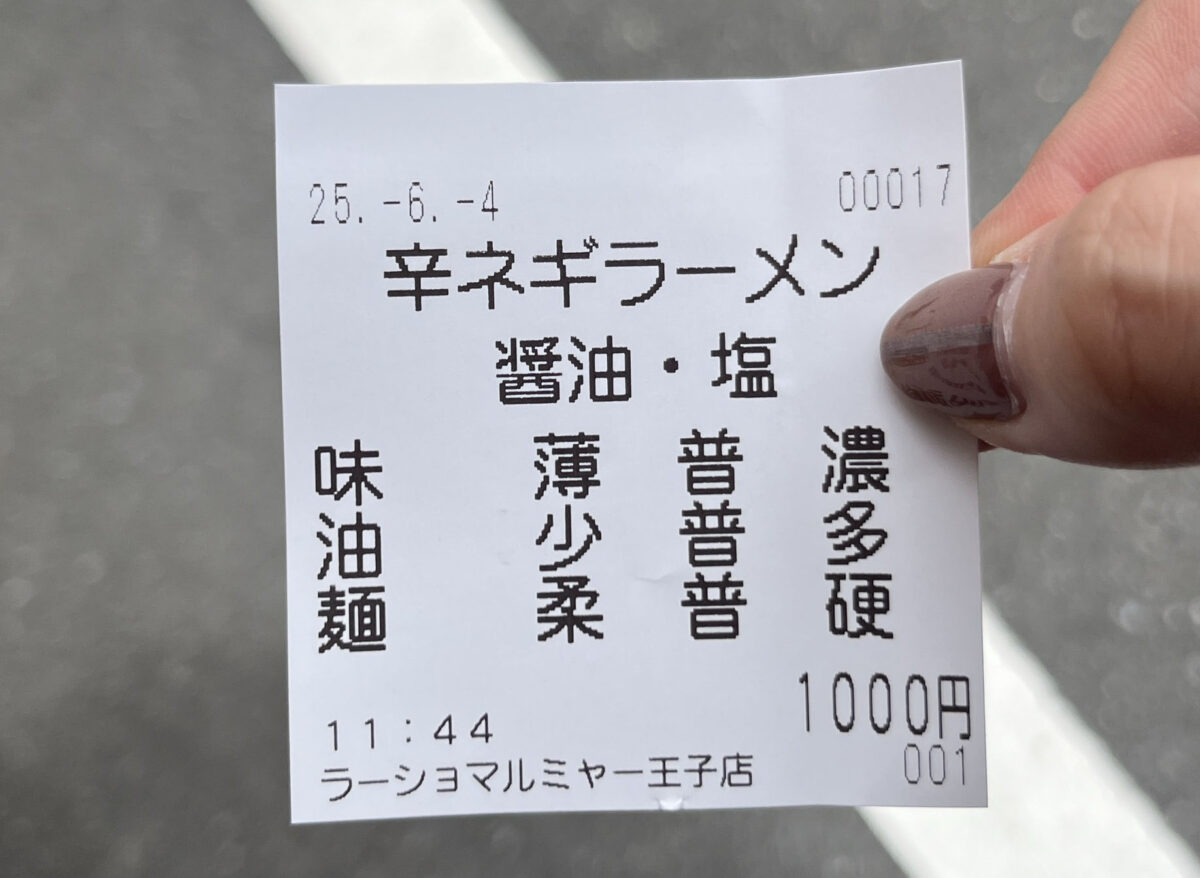 25.-6.-4 00017
辛ネギラーメン
醤油・塩
味 薄 普 濃
油 少 普 多
麺 柔 普 硬
1000円
11:44
001
ラーショマルミヤー王子店